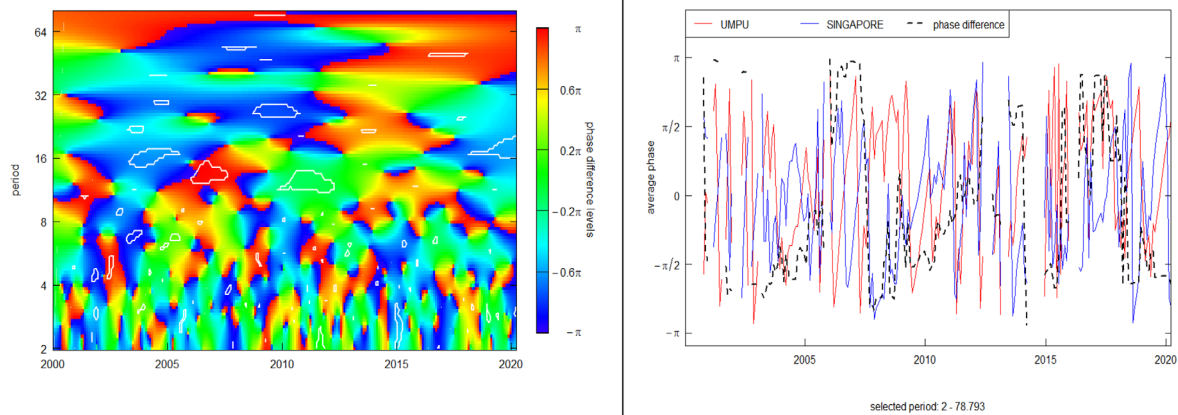 64
32
16
8
4
2
period
2000
2005
2010
2015
2020
π
0.6π
0.2π
−0.2π
−0.6π
−π
phase difference levels
UMPU
SINGAPORE
phase difference
π
π/2
0
−π/2
−π
average phase
2005
2010
2015
2020
selected period: 2 - 78.793